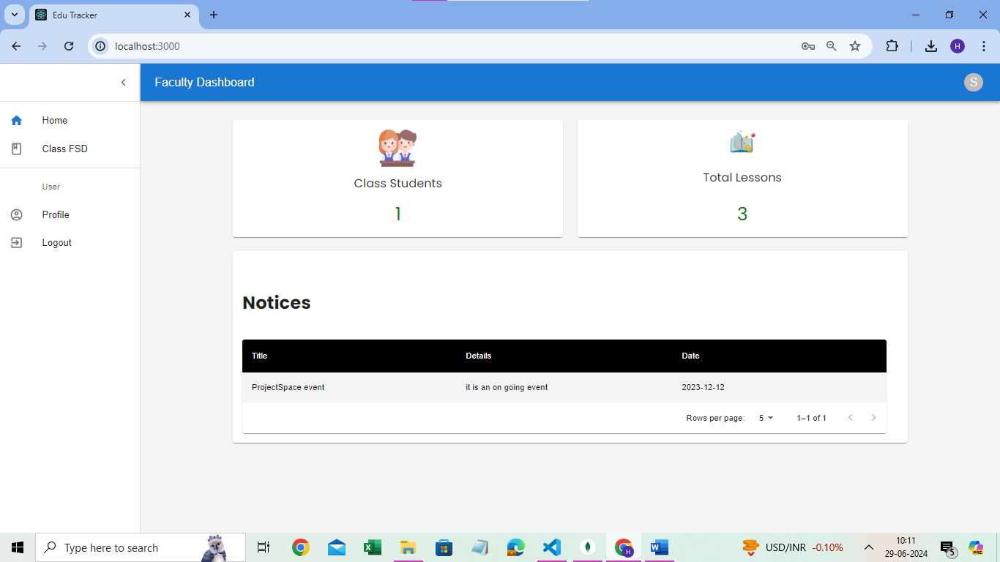 Edu Tracker
localhost:3000
H
Faculty Dashboard
S
Home
Class FSD
User
Profile
Logout
Class Students
1
Total Lessons
3
Notices
Title Details Date
ProjectSpace event it is an on going event 2023-12-12
Rows per page: 5 1–1 of 1
Type here to search
USD/INR -0.10%
10:11
29-06-2024
5
PRE